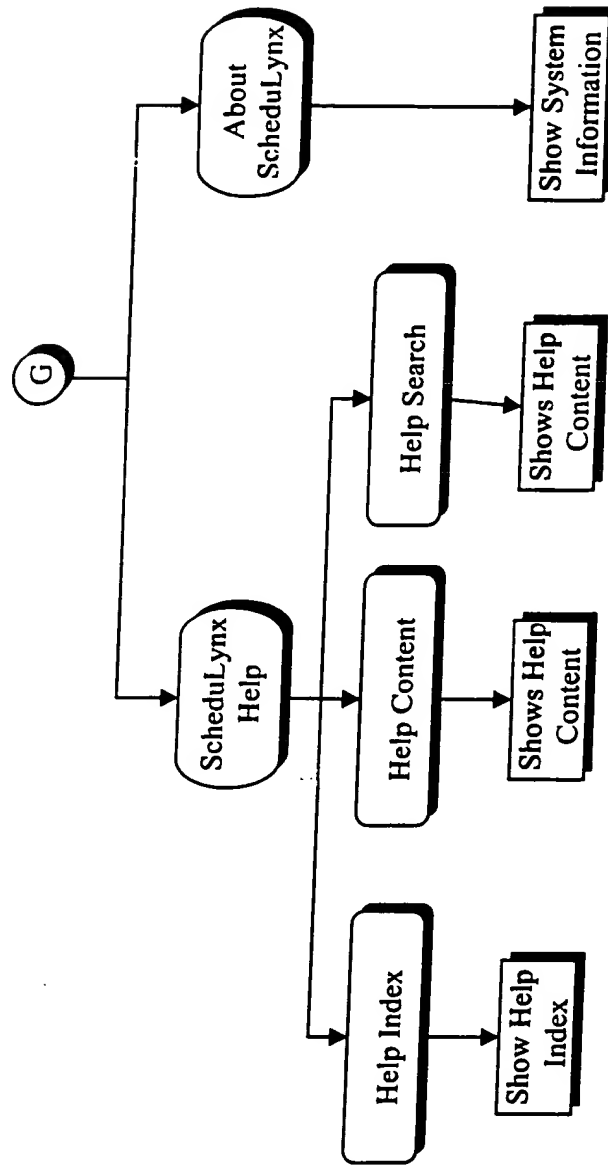 G
ScheduLynx
Help
About
ScheduLynx
Help Index
Help Content
Help Search
Show Help
Index
Shows Help
Content
Shows Help
Content
Show System
Information